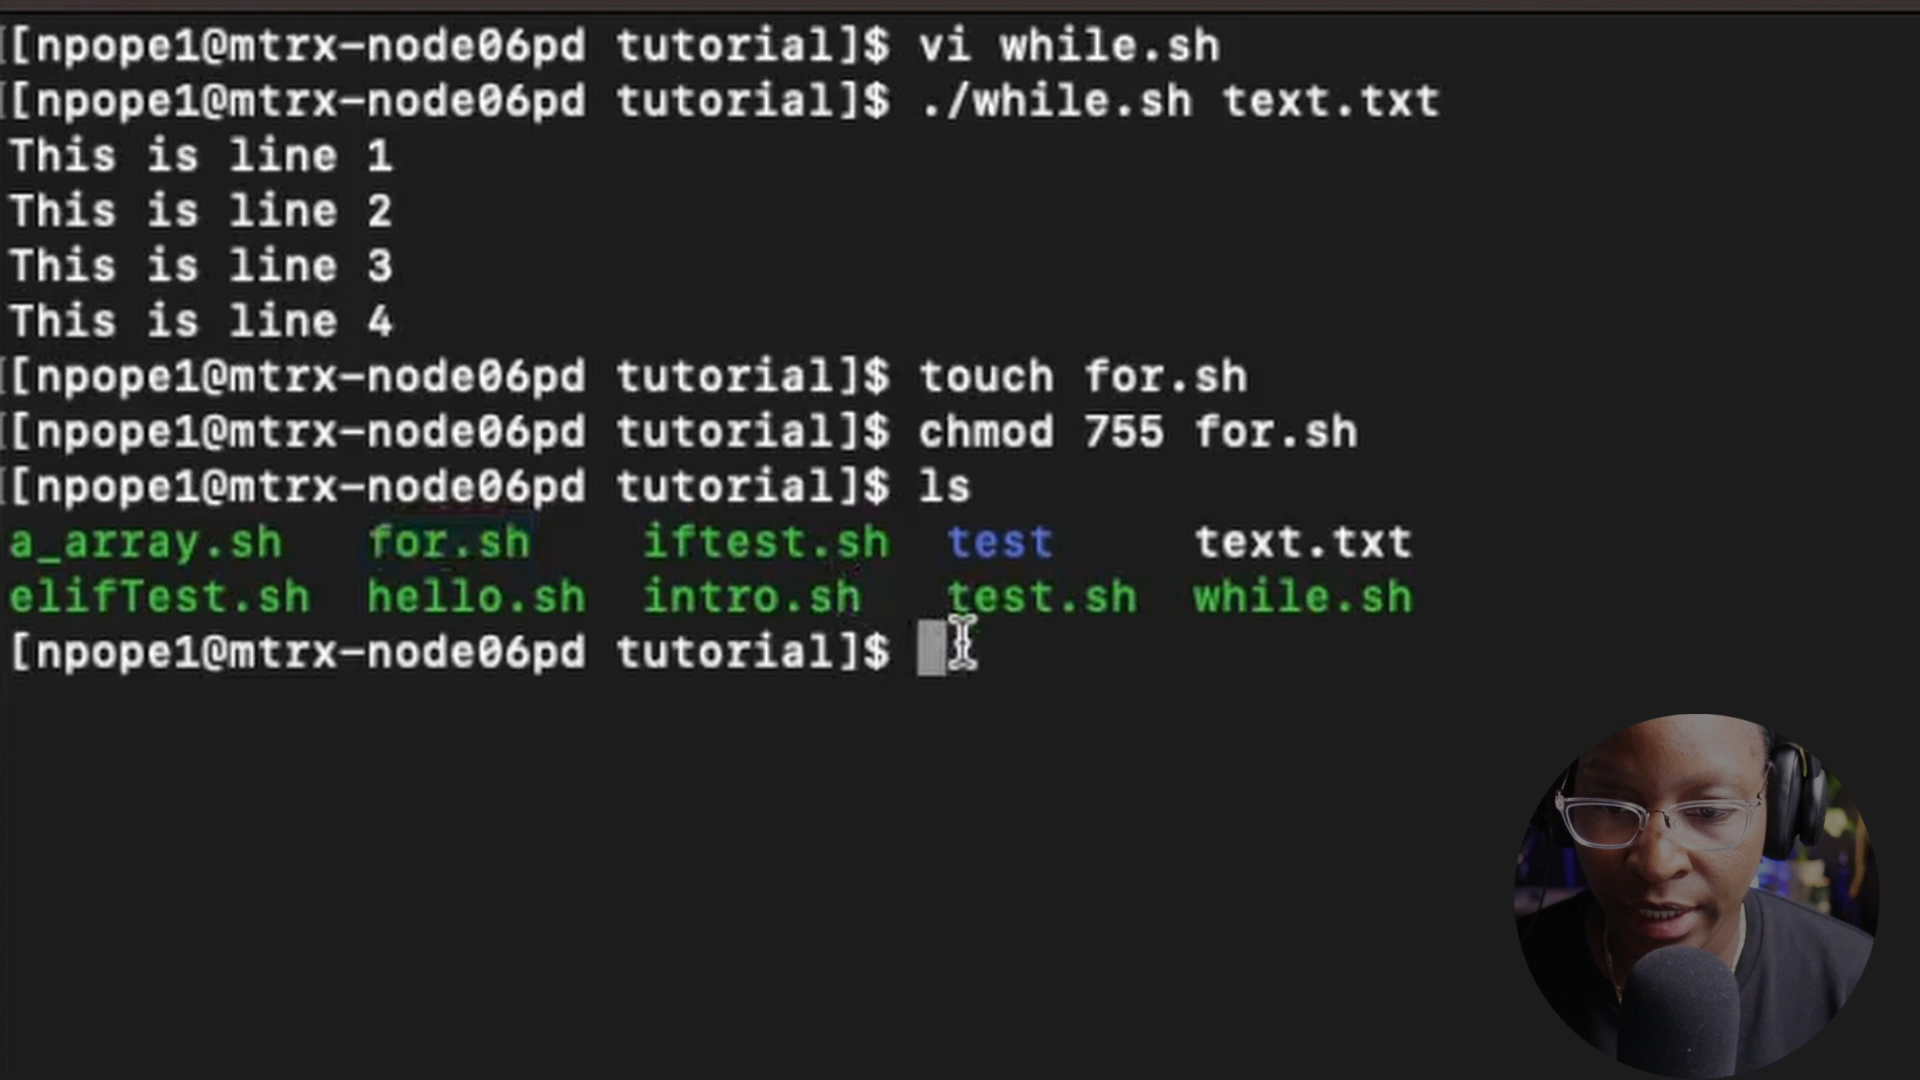 [[npope1@mtrx-node06pd tutorial]$ vi while.sh
[[npope1@mtrx-node06pd tutorial]$ ./while.sh text.txt
This is line 1
This is line 2
This is line 3
This is line 4
[[npope1@mtrx-node06pd tutorial]$ touch for.sh
[[npope1@mtrx-node06pd tutorial]$ chmod 755 for.sh
[[npope1@mtrx-node06pd tutorial]$ ls
a_array.sh for.sh iftest.sh test text.txt
elifTest.sh hello.sh intro.sh test.sh while.sh
[npope1@mtrx-node06pd tutorial]$